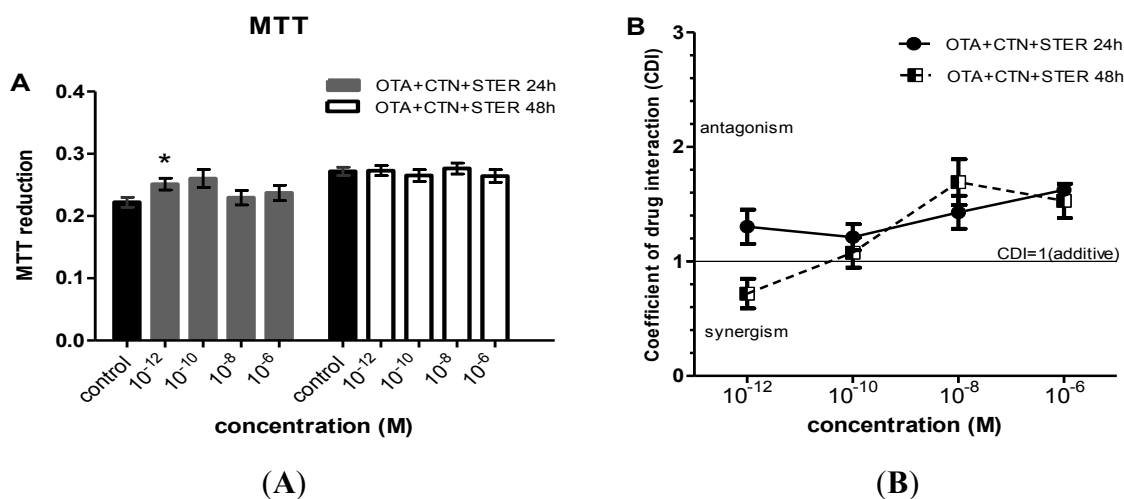 MTT
A
OTA+CTN+STER 24h
OTA+CTN+STER 48h
MTT reduction
0.4
0.3
0.2
0.1
0.0
*
control
10-12
10-10
10-8
10-6
control
10-12
10-10
10-8
10-6
concentration (M)
(A)
B
OTA+CTN+STER 24h
OTA+CTN+STER 48h
Coefficient of drug interaction (CDI)
3
2
1
0
antagonism
CDI=1(additive)
synergism
10-12
10-10
10-8
10-6
concentration (M)
(B)